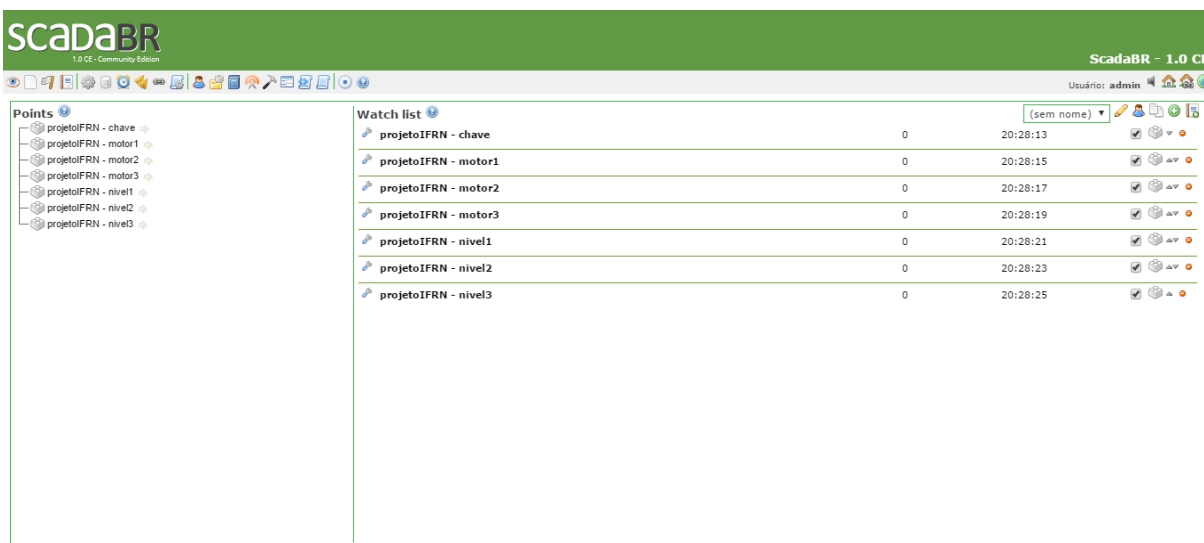 ScadaBR
1.0 CE - Community Edition
ScadaBR - 1.0 CE
Usuário: admin
Points
projetoIFRN - chave
projetoIFRN - motor1
projetoIFRN - motor2
projetoIFRN - motor3
projetoIFRN - nivel1
projetoIFRN - nivel2
projetoIFRN - nivel3
Watch list
(sem nome)
projetoIFRN - chave 0 20:28:13
projetoIFRN - motor1 0 20:28:15
projetoIFRN - motor2 0 20:28:17
projetoIFRN - motor3 0 20:28:19
projetoIFRN - nivel1 0 20:28:21
projetoIFRN - nivel2 0 20:28:23
projetoIFRN - nivel3 0 20:28:25